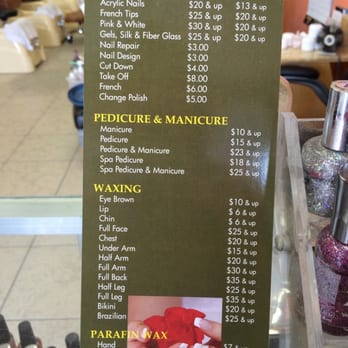 Acrylic Nails $20 & up $13 & up
French Tips $25 & up $20 & up
Pink & White $30 & up $20 & up
Gels, Silk & Fiber Glass $25 & up $20 & up
Nail Repair $3.00
Nail Design $3.00
Cut Down $4.00
Take Off $8.00
French $6.00
Change Polish $5.00
PEDICURE & MANICURE
Manicure $10 & up
Pedicure $15 & up
Pedicure & Manicure $23 & up
Spa Pedicure $18 & up
Spa Pedicure & Manicure $25 & up
WAXING
Eye Brown $10 & up
Lip $ 6 & up
Chin $ 6 & up
Full Face $25 & up
Chest $20 & up
Under Arm $15 & up
Half Arm $20 & up
Full Arm $30 & up
Full Back $35 & up
Half Leg $25 & up
Full Leg $35 & up
Bikini $20 & up
Brazilian $25 & up
PARAFIN WAX
Hand $7 & up